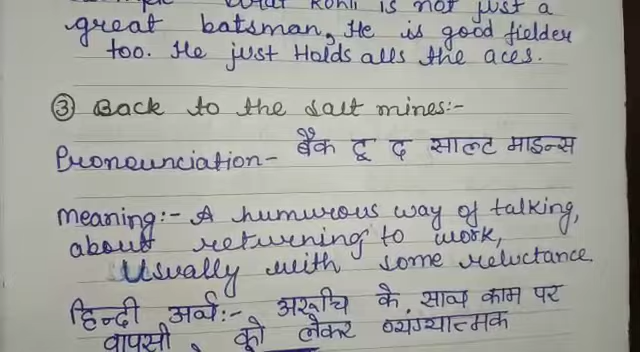 What Kohli is not just a
great batsman, He is good fielder
too. He just Holds alls the aces.
③ Back to the salt mines:-
Pronounciation- बैक टू द साल्ट माइन्स
Meaning:- A humurous way of talking,
about returning to work,
Usually with some reluctance
हिन्दी अर्थ:- अरूचि के साथ काम पर
वापसी को लेकर व्यंग्यात्मक